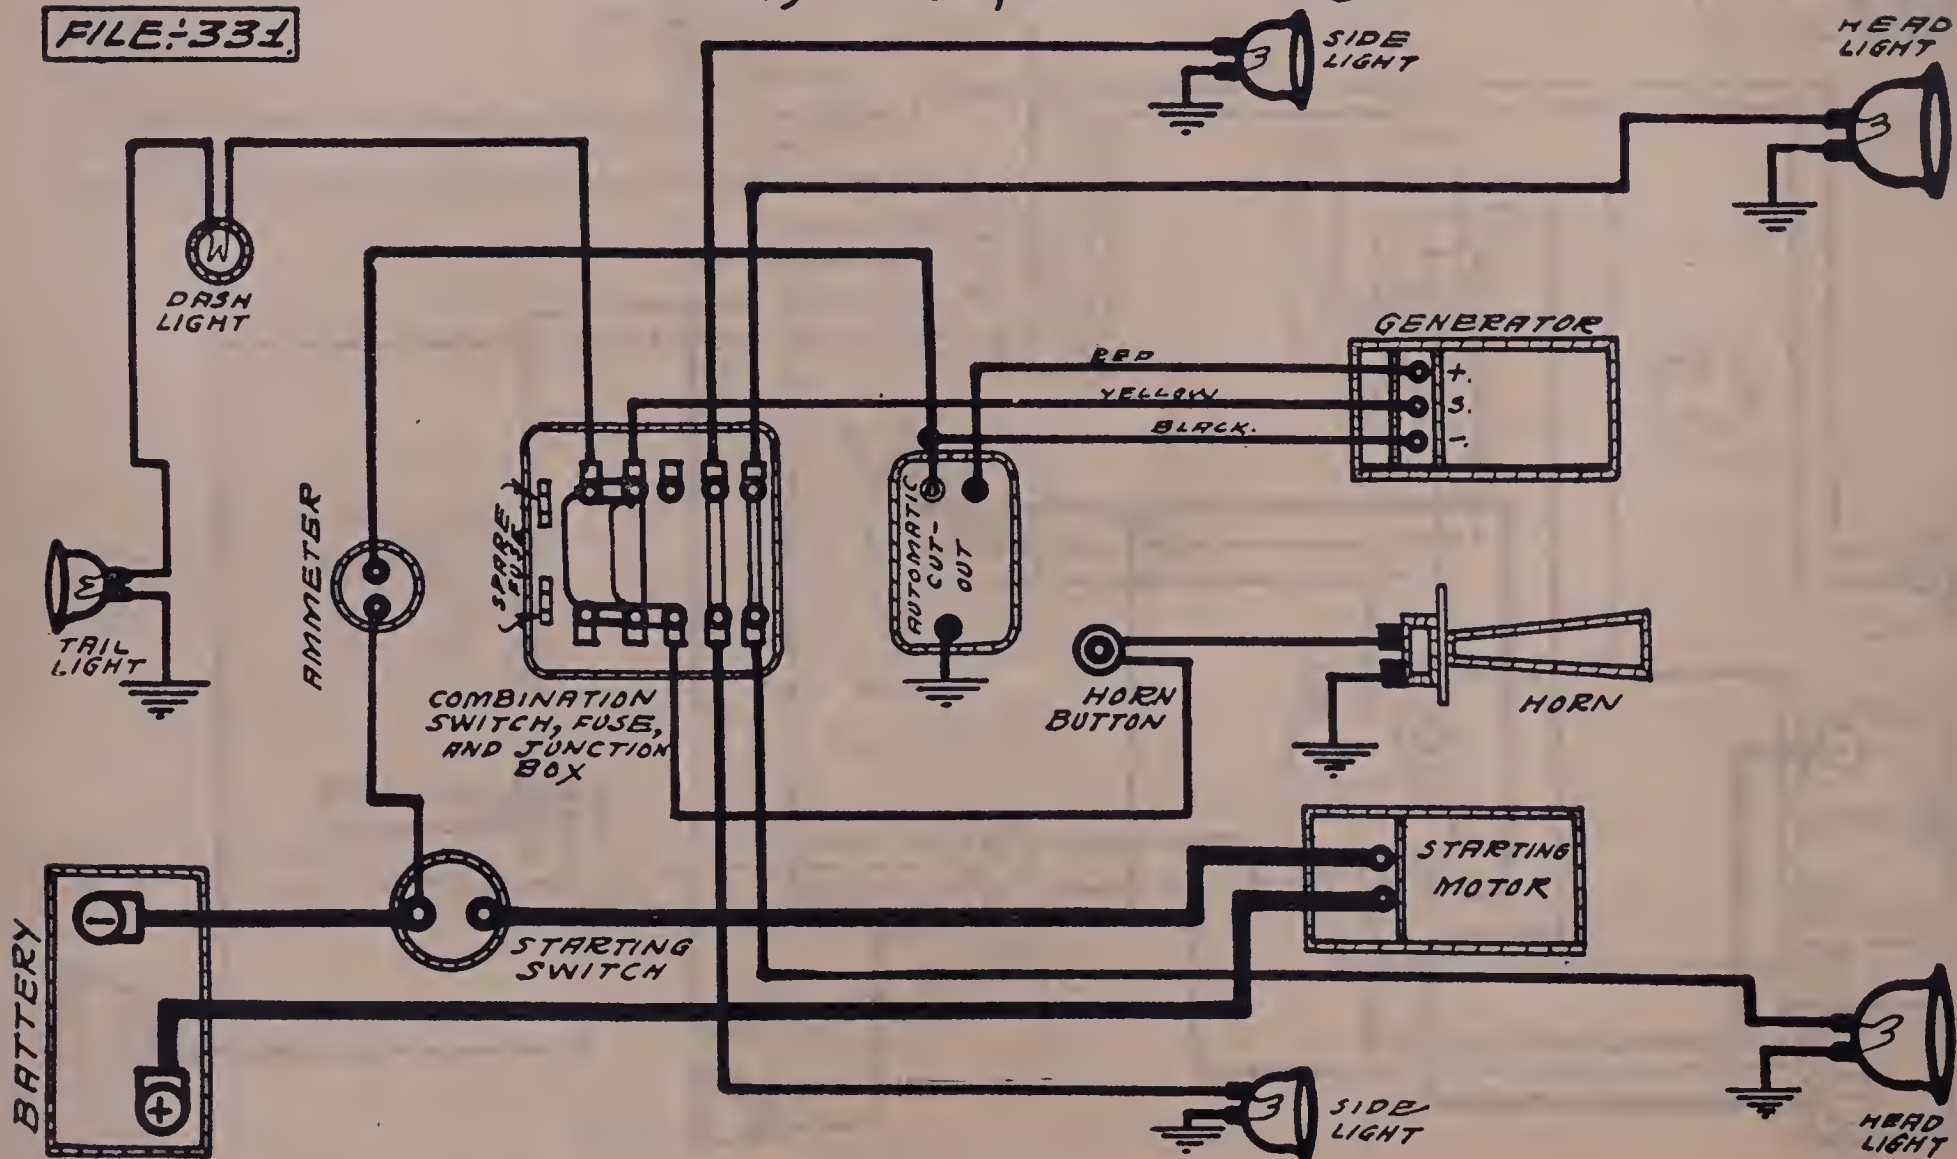 FILE:-331.
SIDE
LIGHT
HEAD
LIGHT
DASH
LIGHT
GENERATOR
RED
+.
YELLOW
S.
BLACK.
-.
AMMETER
SPARE
FUSE
AUTOMATIC
CUT-
OUT
TAIL
LIGHT
COMBINATION
SWITCH, FUSE,
AND JUNCTION
BOX
HORN
BUTTON
HORN
STARTING
MOTOR
BATTERY
-
STARTING
SWITCH
+
SIDE
LIGHT
HEAD
LIGHT